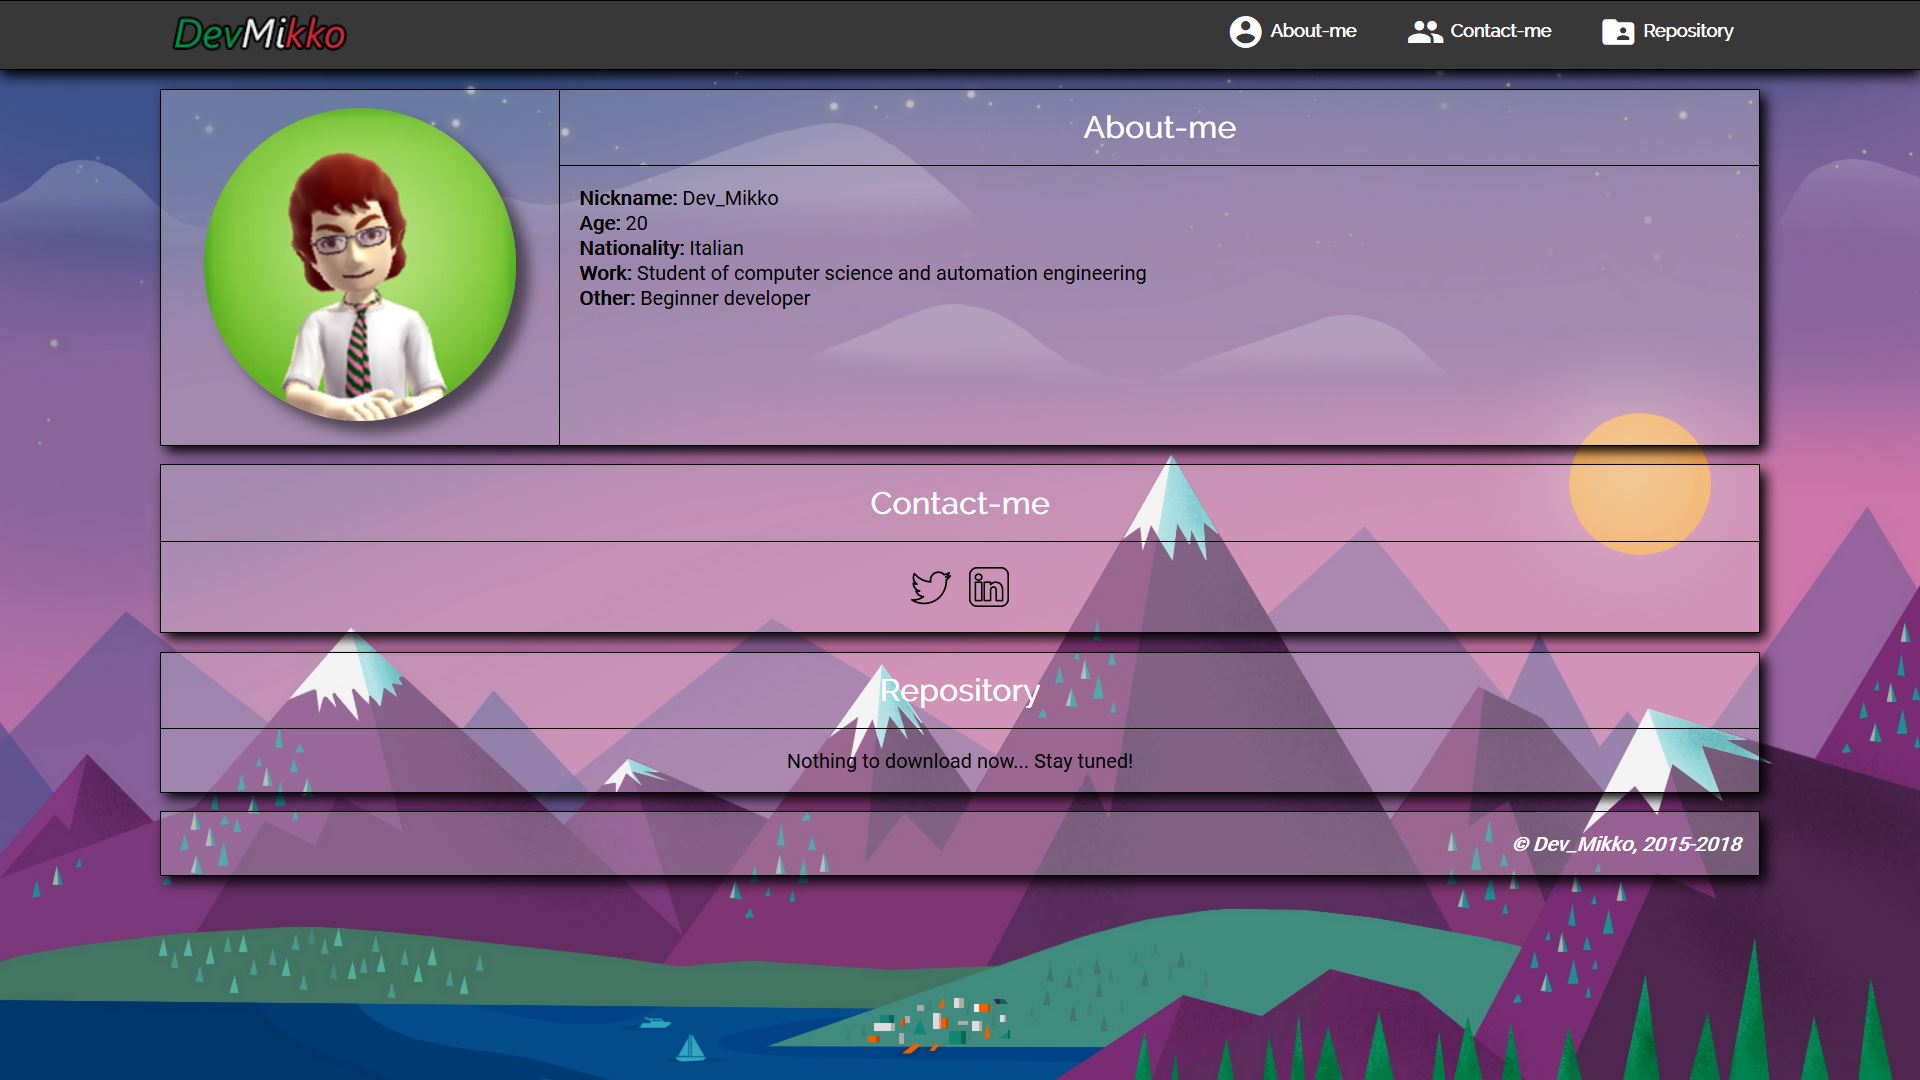 DevMikko
About-me
Contact-me
Repository
About-me
Nickname: Dev_Mikko
Age: 20
Nationality: Italian
Work: Student of computer science and automation engineering
Other: Beginner developer
Contact-me
in
Repository
Nothing to download now... Stay tuned!
© Dev_Mikko, 2015-2018